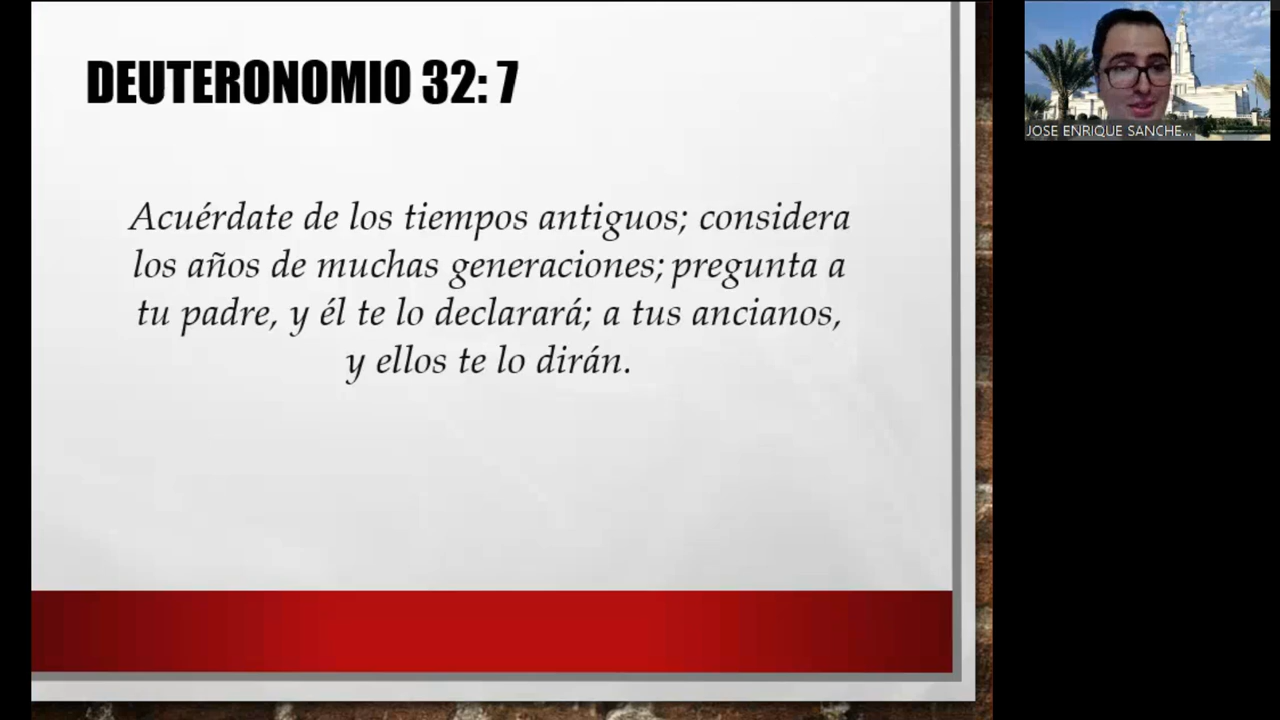 DEUTERONOMIO 32: 7
Acuérdate de los tiempos antiguos; considera
los años de muchas generaciones; pregunta a
tu padre, y él te lo declarará; a tus ancianos,
y ellos te lo dirán.
JOSE ENRIQUE SANCHE...